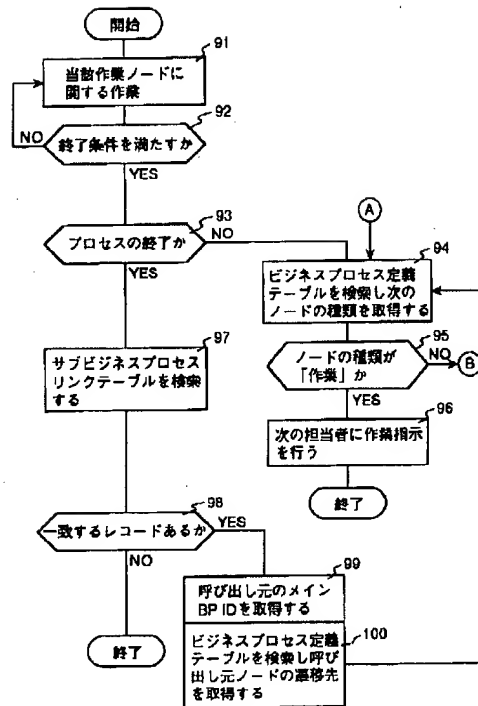 開始
91
当該作業ノードに
関する作業
92
NO
終了条件を満たすか
YES
93
プロセスの終了か
NO
YES
A
94
ビジネスプロセス定義
テーブルを検索し次の
ノードの種類を取得する
95
ノードの種類が
「作業」か
NO
B
YES
96
次の担当者に作業指示
を行う
終了
97
サブビジネスプロセス
リンクテーブルを検索
する
98
一致するレコードあるか
YES
NO
終了
99
呼び出し元のメイン
BP IDを取得する
100
ビジネスプロセス定義
テーブルを検索し呼び
出し元ノードの遷移先
を取得する